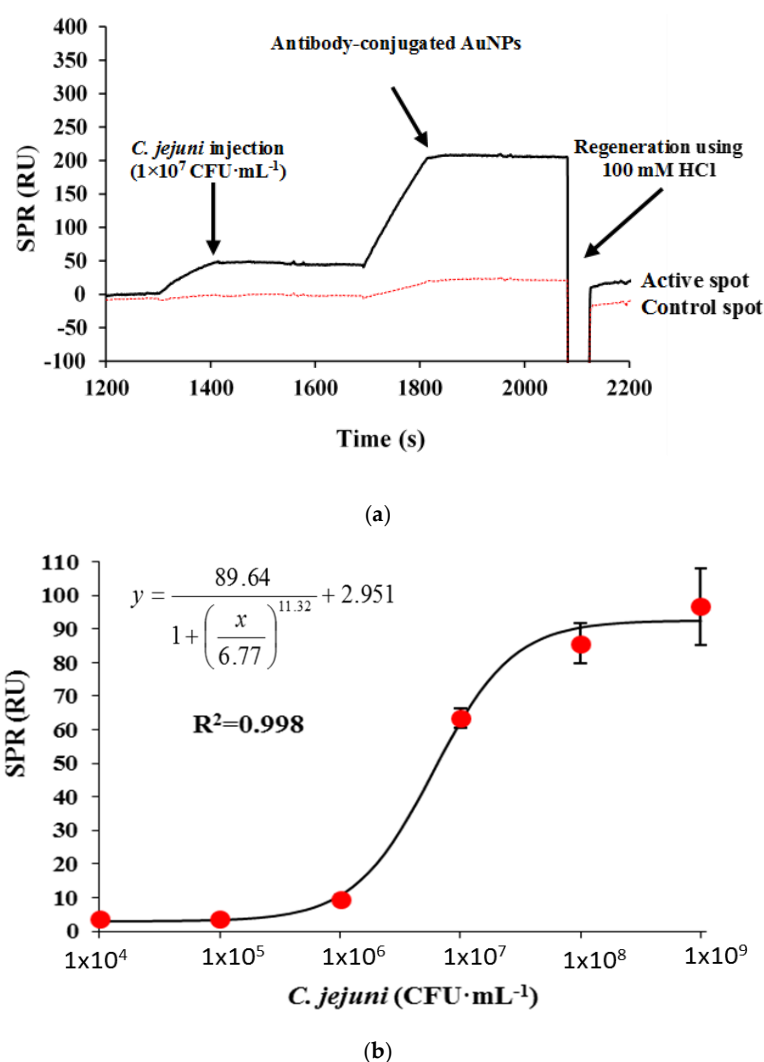 400
350
300
250
200
150
100
50
0
-50
-100
SPR (RU)
Antibody-conjugated AuNPs
C. jejuni injection
(1×10⁷ CFU·mL⁻¹)
Regeneration using
100 mM HCl
Active spot
Control spot
1200 1400 1600 1800 2000 2200
Time (s)
(a)
110
100
90
80
70
60
50
40
30
20
10
0
SPR (RU)
y = 89.64 / (1 + (x / 6.77)^11.32) + 2.951
R²=0.998
1x10⁴ 1x10⁵ 1x10⁶ 1x10⁷ 1x10⁸ 1x10⁹
C. jejuni (CFU·mL⁻¹)
(b)